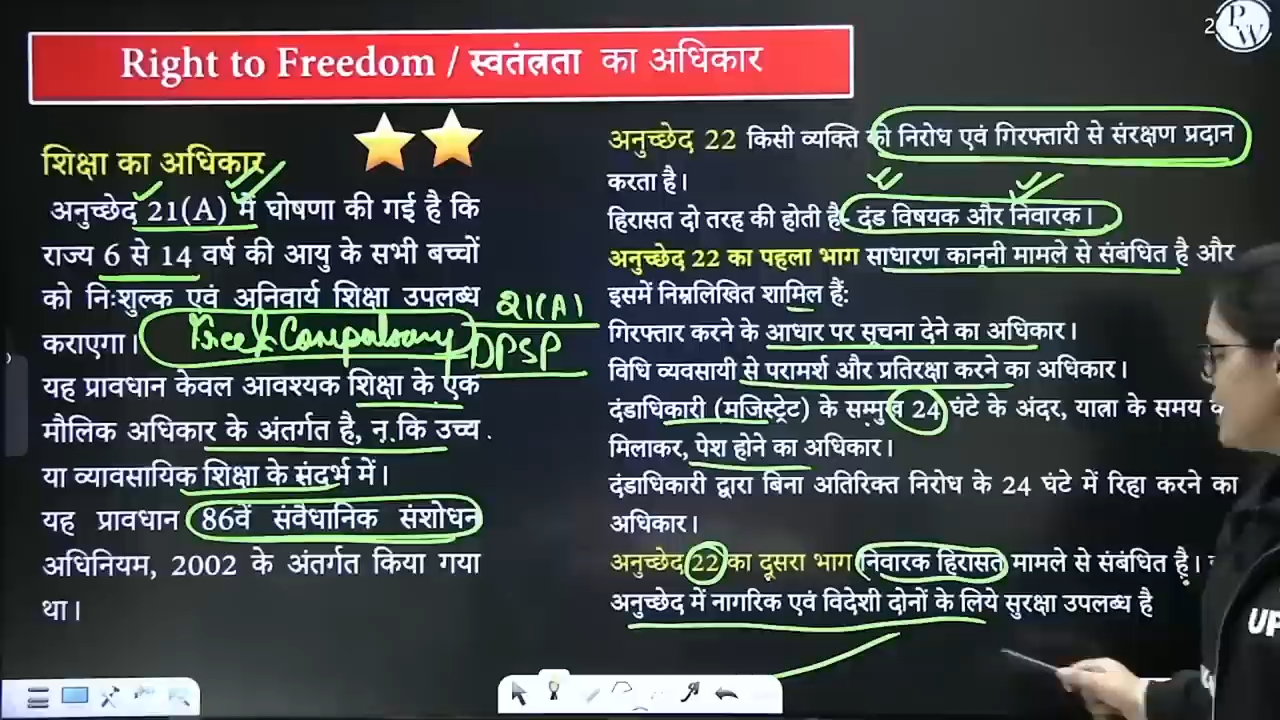 2
PW
Right to Freedom / स्वतंत्रता का अधिकार
शिक्षा का अधिकार
अनुच्छेद 21(A) में घोषणा की गई है कि
राज्य 6 से 14 वर्ष की आयु के सभी बच्चों
को निःशुल्क एवं अनिवार्य शिक्षा उपलब्ध
21(A)
कराएगा। Free & Compulsory DPSP
यह प्रावधान केवल आवश्यक शिक्षा के एक
मौलिक अधिकार के अंतर्गत है, न कि उच्च
या व्यावसायिक शिक्षा के संदर्भ में।
यह प्रावधान 86वें संवैधानिक संशोधन
अधिनियम, 2002 के अंतर्गत किया गया
था।
अनुच्छेद 22 किसी व्यक्ति को निरोध एवं गिरफ्तारी से संरक्षण प्रदान
करता है।
हिरासत दो तरह की होती है- दंड विषयक और निवारक।
अनुच्छेद 22 का पहला भाग साधारण कानूनी मामले से संबंधित है और
इसमें निम्नलिखित शामिल हैं:
गिरफ्तार करने के आधार पर सूचना देने का अधिकार।
विधि व्यवसायी से परामर्श और प्रतिरक्षा करने का अधिकार।
दंडाधिकारी (मजिस्ट्रेट) के सम्मुख 24 घंटे के अंदर, यात्रा के समय
मिलाकर, पेश होने का अधिकार।
दंडाधिकारी द्वारा बिना अतिरिक्त निरोध के 24 घंटे में रिहा करने का
अधिकार।
अनुच्छेद 22 का दूसरा भाग निवारक हिरासत मामले से संबंधित है।
अनुच्छेद में नागरिक एवं विदेशी दोनों के लिये सुरक्षा उपलब्ध है
UP